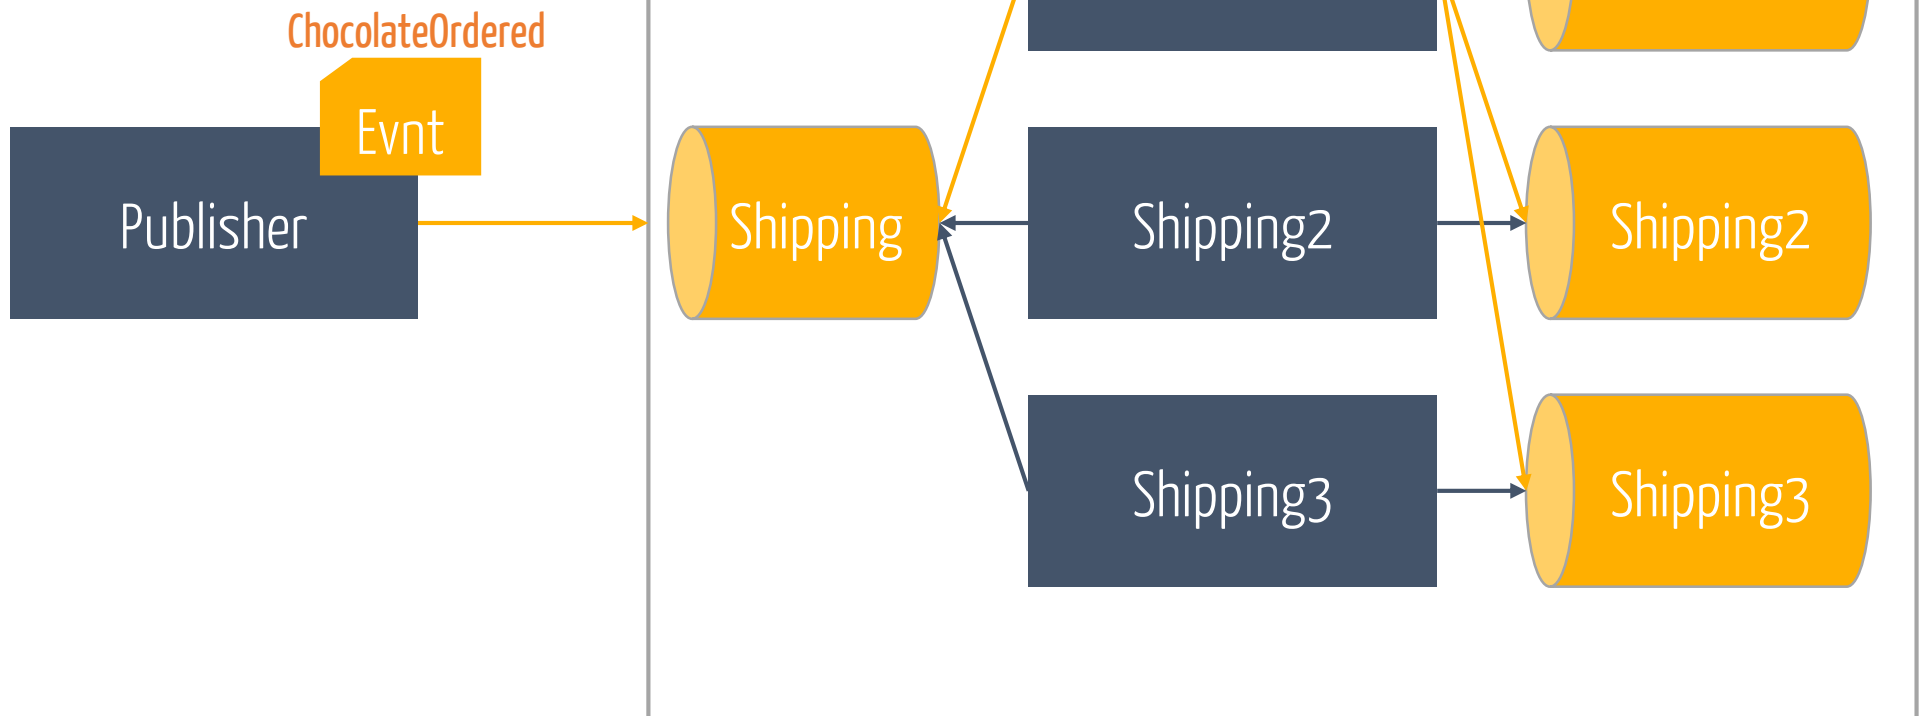 ChocolateOrdered
Evnt
Publisher
Shipping
Shipping2
Shipping2
Shipping3
Shipping3